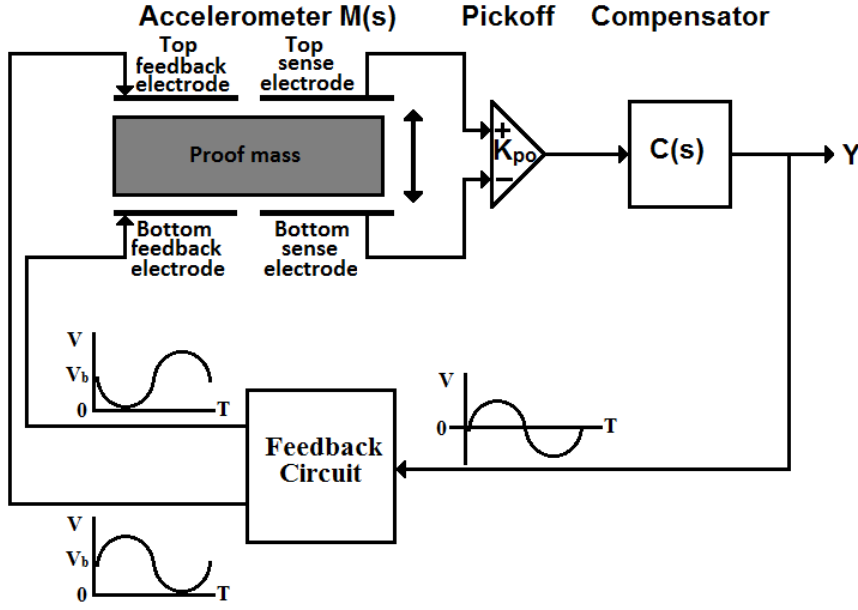 Accelerometer M(s)
Pickoff
Compensator
Top
feedback
electrode
Top
sense
electrode
Proof mass
+
Kpo
−
C(s)
Y
Bottom
feedback
electrode
Bottom
sense
electrode
V
Vb
0
T
V
0
T
Feedback
Circuit
V
Vb
0
T